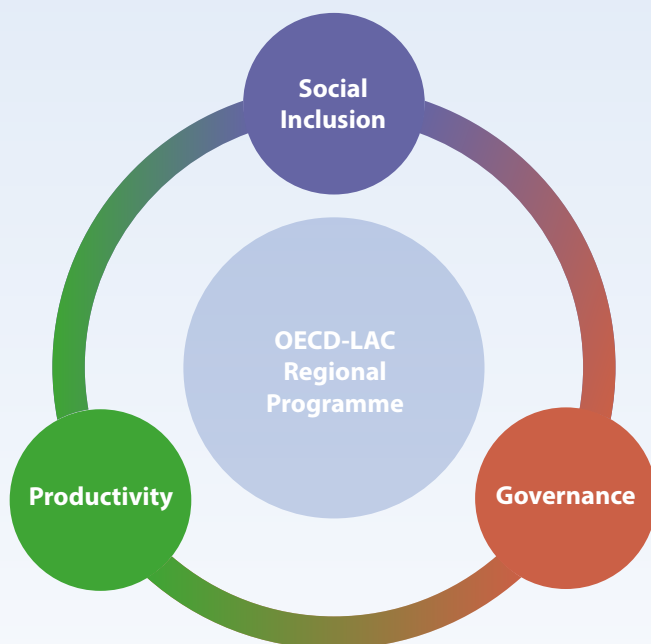 Social
Inclusion
OECD-LAC
Regional
Programme
Productivity
Governance